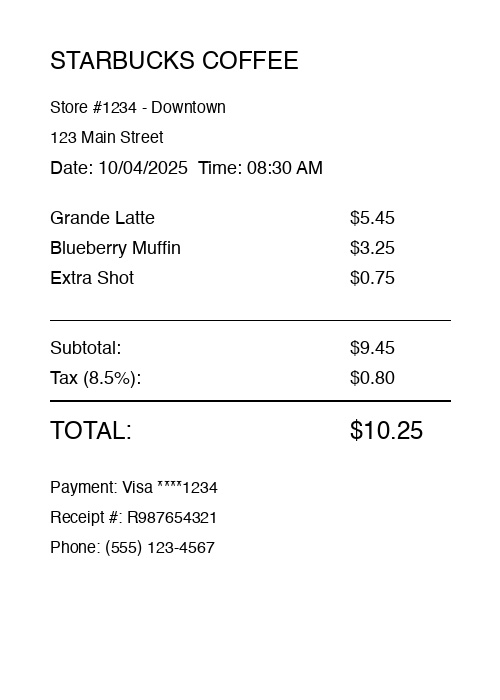 STARBUCKS COFFEE
Store #1234 - Downtown
123 Main Street
Date: 10/04/2025 Time: 08:30 AM
Grande Latte $5.45
Blueberry Muffin $3.25
Extra Shot $0.75
Subtotal: $9.45
Tax (8.5%): $0.80
TOTAL: $10.25
Payment: Visa ****1234
Receipt #: R987654321
Phone: (555) 123-4567